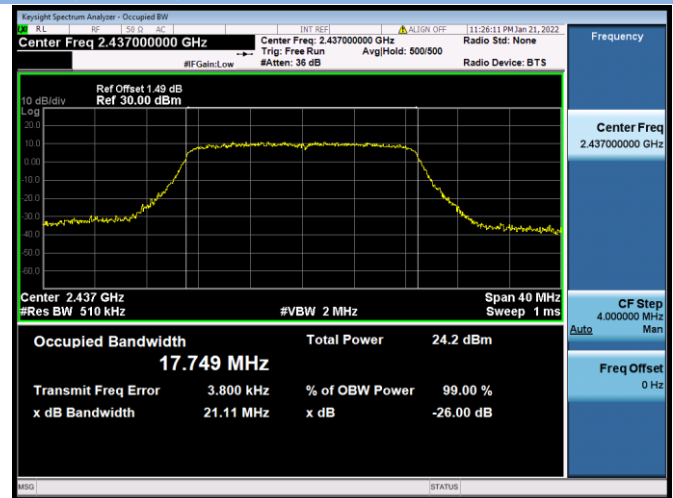 Keysight Spectrum Analyzer - Occupied BW
RL RF 50 Ω AC INT REF ALIGN OFF 11:26:11 PM Jan 21, 2022
Center Freq 2.437000000 GHz Center Freq: 2.437000000 GHz Radio Std: None Frequency
Trig: Free Run Avg|Hold: 500/500
#IFGain:Low #Atten: 36 dB Radio Device: BTS
Ref Offset 1.49 dB
10 dB/div Ref 30.00 dBm
Log
20.0
10.0
0.00
-10.0
-20.0
-30.0
-40.0
-50.0
-60.0
Center 2.437 GHz Span 40 MHz
#Res BW 510 kHz #VBW 2 MHz Sweep 1 ms
Occupied Bandwidth Total Power 24.2 dBm
17.749 MHz
Transmit Freq Error 3.800 kHz % of OBW Power 99.00 %
x dB Bandwidth 21.11 MHz x dB -26.00 dB
Center Freq
2.437000000 GHz
CF Step
4.000000 MHz
Auto Man
Freq Offset
0 Hz
MSG STATUS